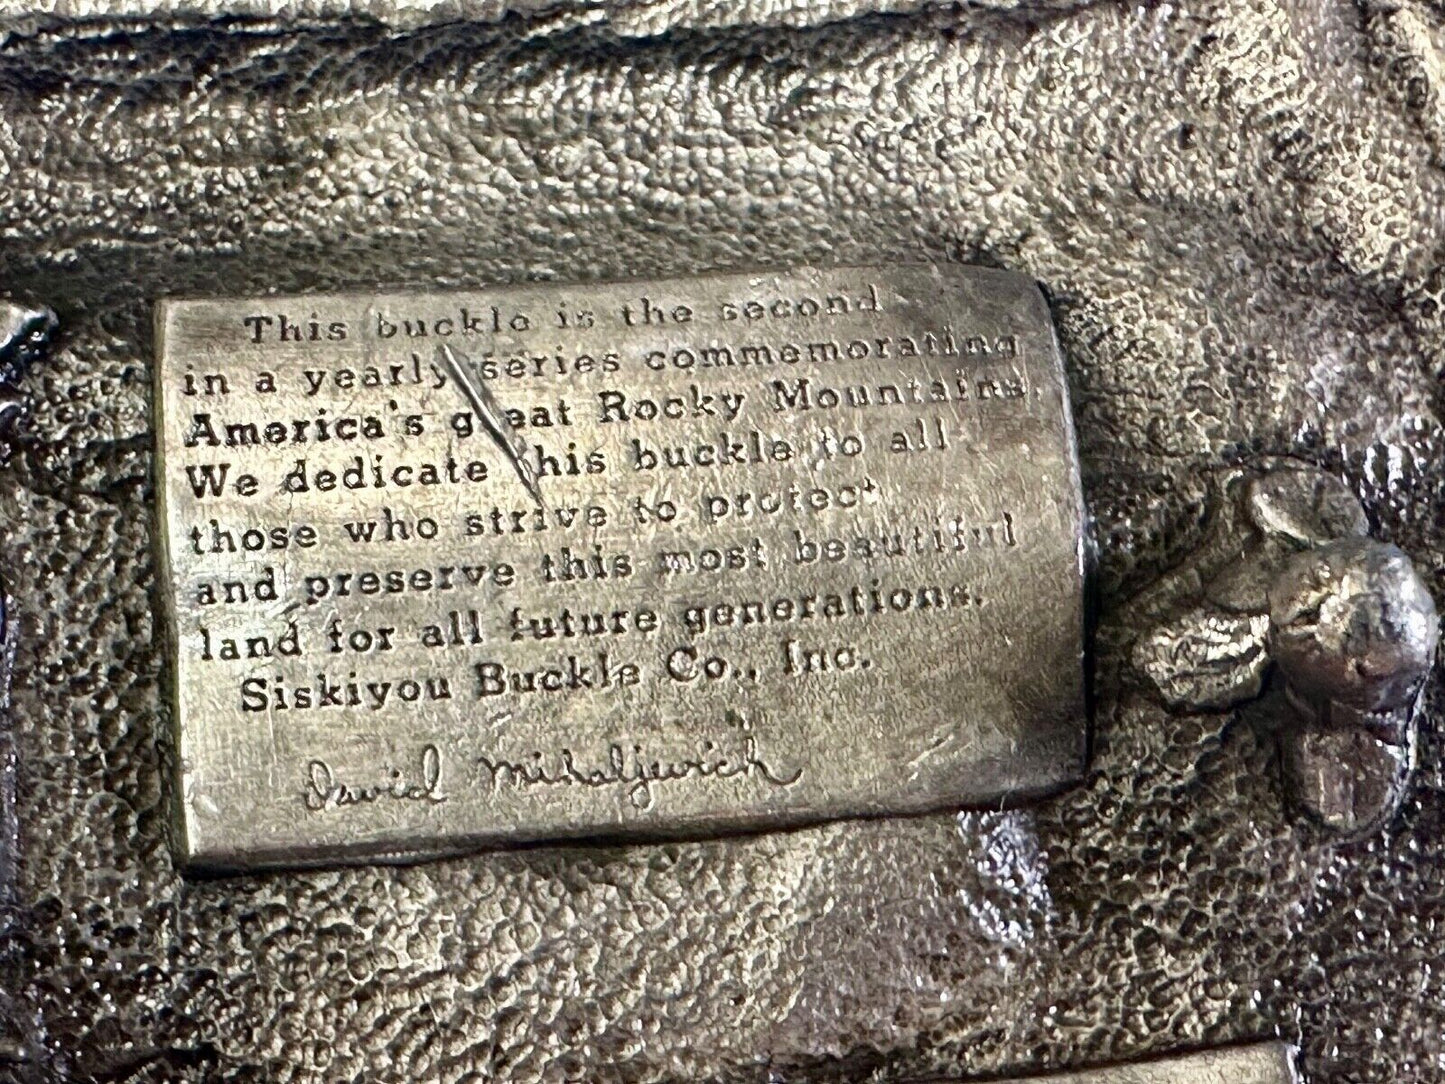 This buckle is the second
in a yearly series commemorating
America's great Rocky Mountains.
We dedicate this buckle to all
those who strive to protect
and preserve this most beautiful
land for all future generations.
Siskiyou Buckle Co., Inc.
David Mihaljevich